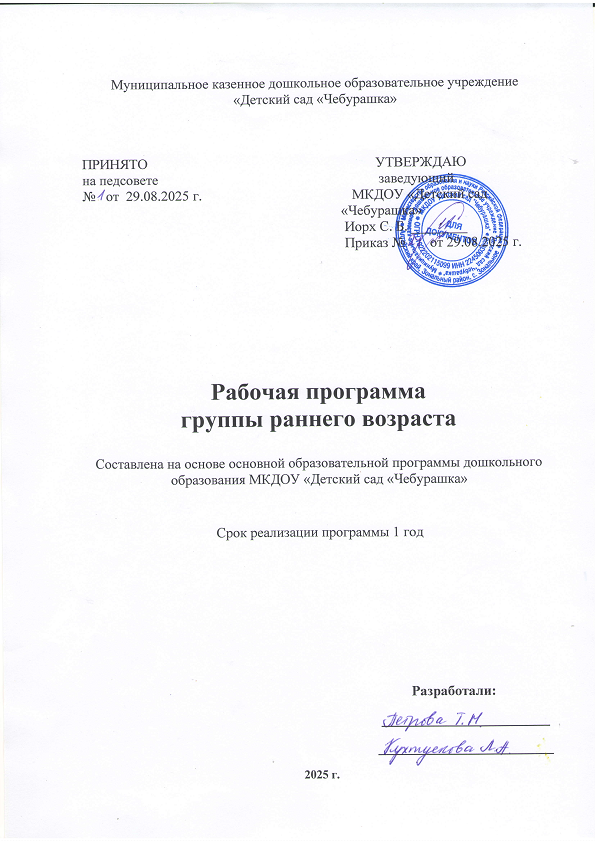 Муниципальное казенное дошкольное образовательное учреждение
«Детский сад «Чебурашка»
ПРИНЯТО
на педсовете
№1 от 29.08.2025 г.
УТВЕРЖДАЮ
заведующий
МКДОУ «Детский сад
«Чебурашка»
Иорх С. В.
Приказ № от 29.08.2025 г.
ДЛЯ
ДОКУМЕНТОВ
Рабочая программа
группы раннего возраста
Составлена на основе основной образовательной программы дошкольного
образования МКДОУ «Детский сад «Чебурашка»
Срок реализации программы 1 год
Разработали:
Петрова Т.М.
Л.А.
2025 г.